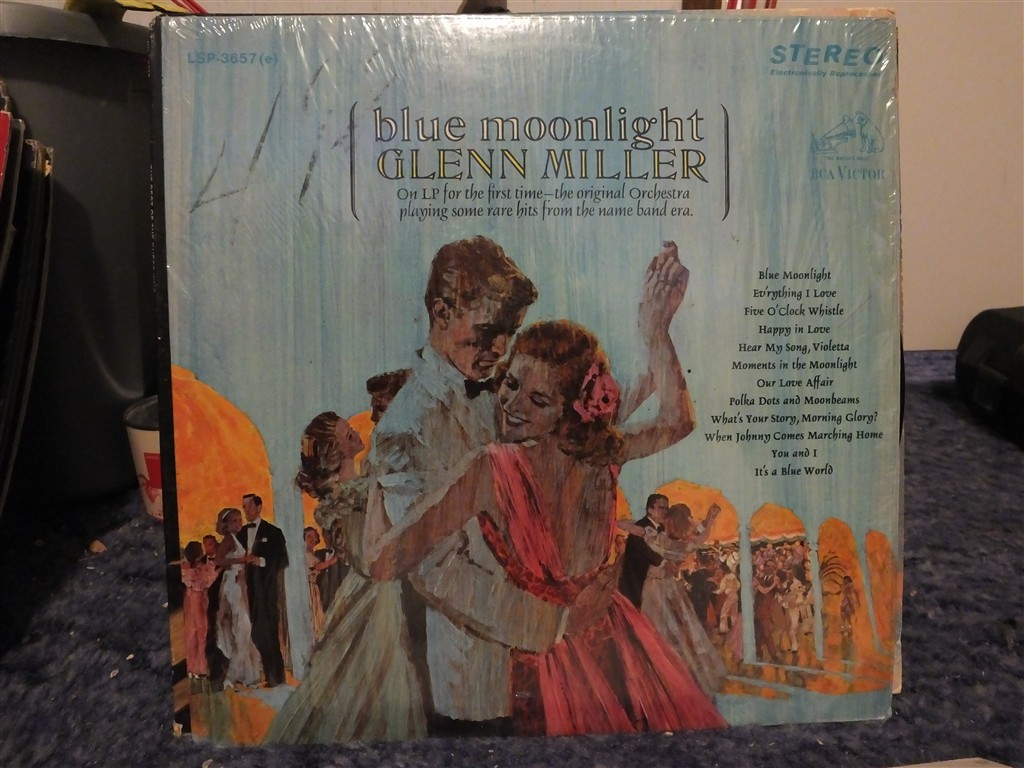 LSP-3657(e)
STEREO
Electronically Reprocessed
blue moonlight
GLENN MILLER
On LP for the first time—the original Orchestra
playing some rare hits from the name band era.
RCA VICTOR
Blue Moonlight
Ev'rything I Love
Five O'Clock Whistle
Happy in Love
Hear My Song, Violetta
Moments in the Moonlight
Our Love Affair
Polka Dots and Moonbeams
What's Your Story, Morning Glory?
When Johnny Comes Marching Home
You and I
It's a Blue World